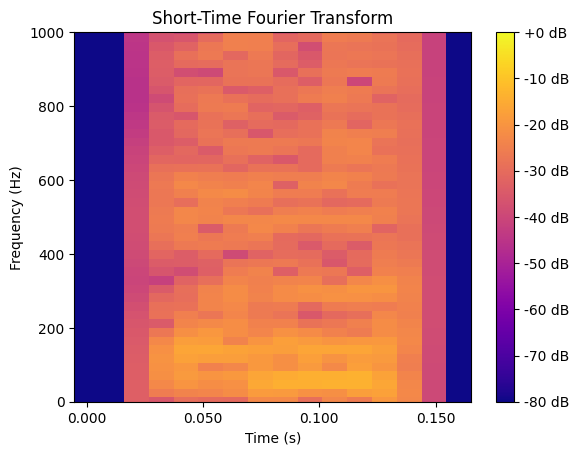 Short-Time Fourier Transform
1000
800
600
400
200
0
Frequency (Hz)
0.000
0.050
0.100
0.150
Time (s)
+0 dB
-10 dB
-20 dB
-30 dB
-40 dB
-50 dB
-60 dB
-70 dB
-80 dB